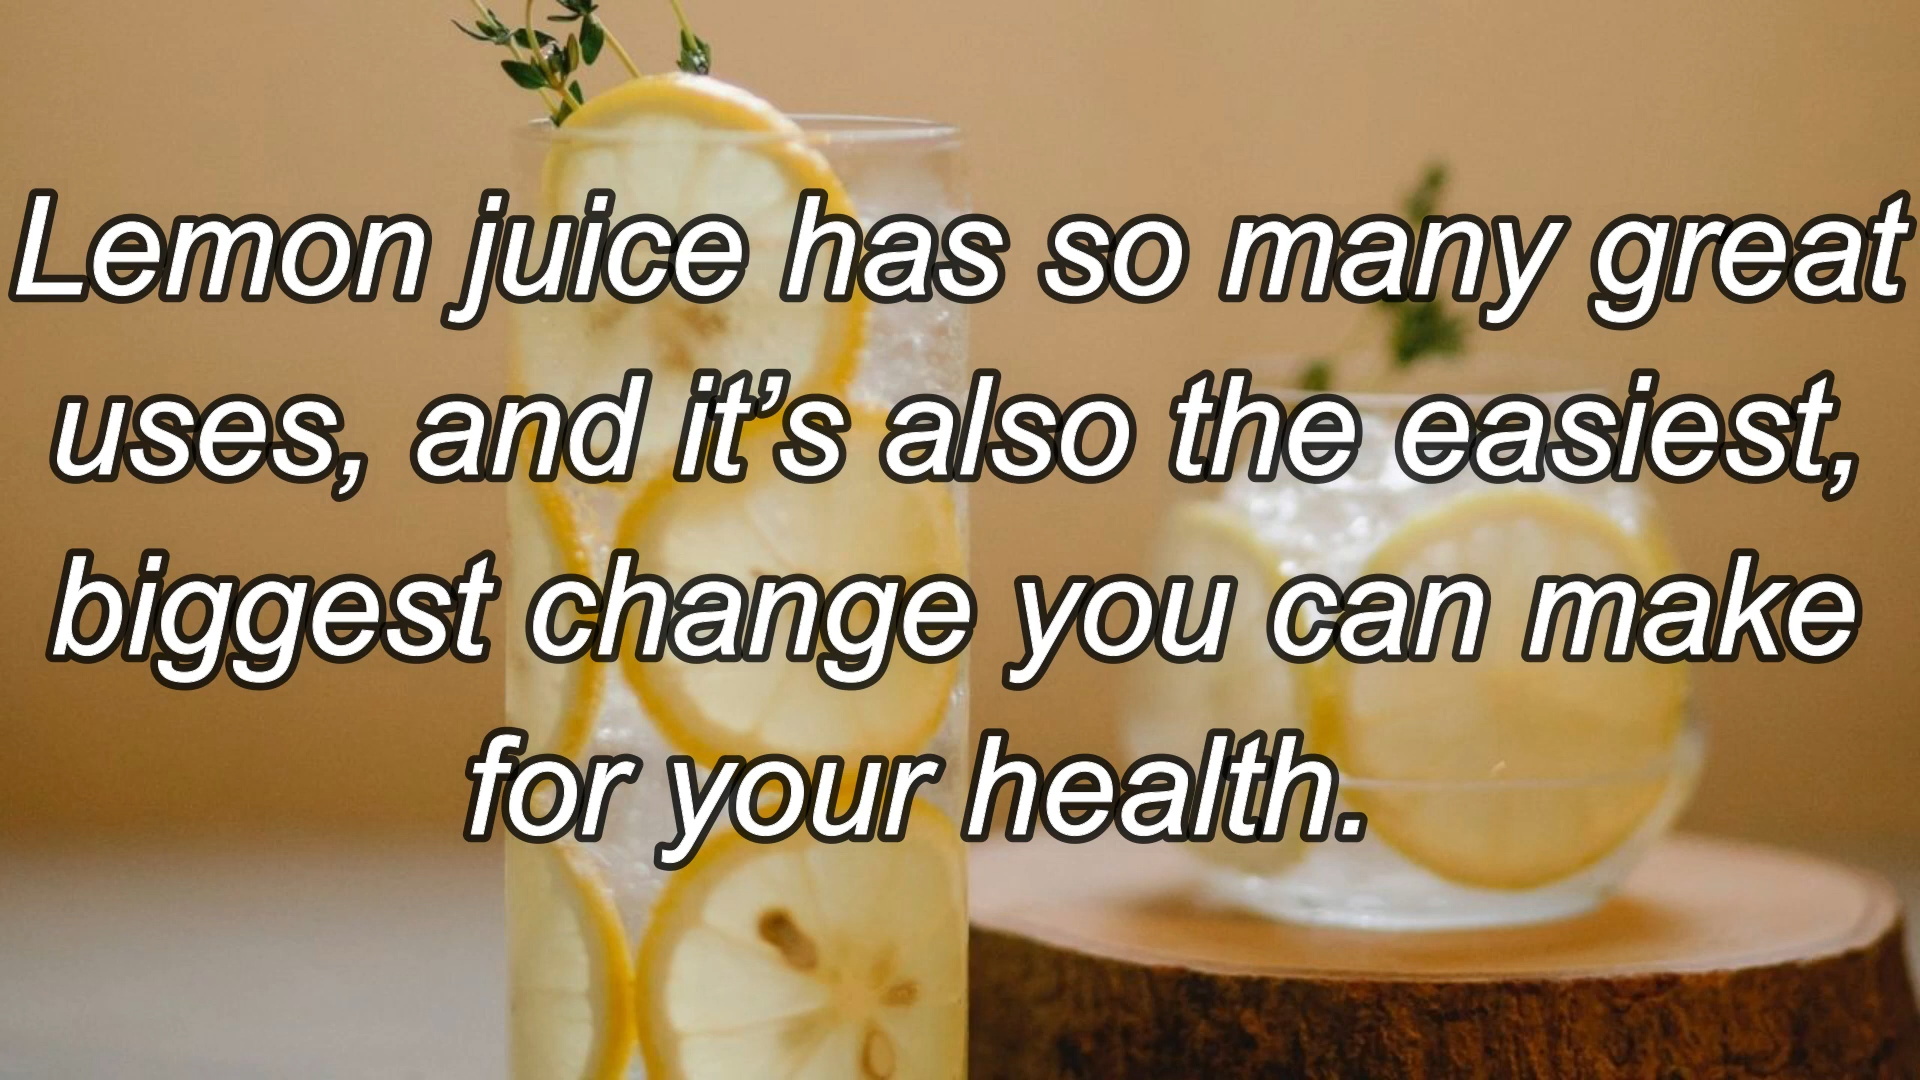 Lemon juice has so many great
uses, and it’s also the easiest,
biggest change you can make
for your health.